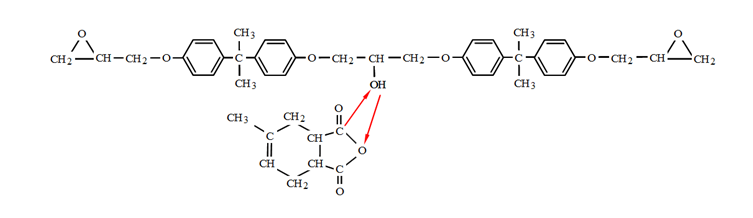 O CH₃ CH₃ O
CH₂ CH CH₂ O C O CH₂ CH CH₂ O C O CH₂ CH CH₂
CH₃ OH CH₃
O
CH₃ CH₂ C
C CH O
CH CH C
CH₂ O